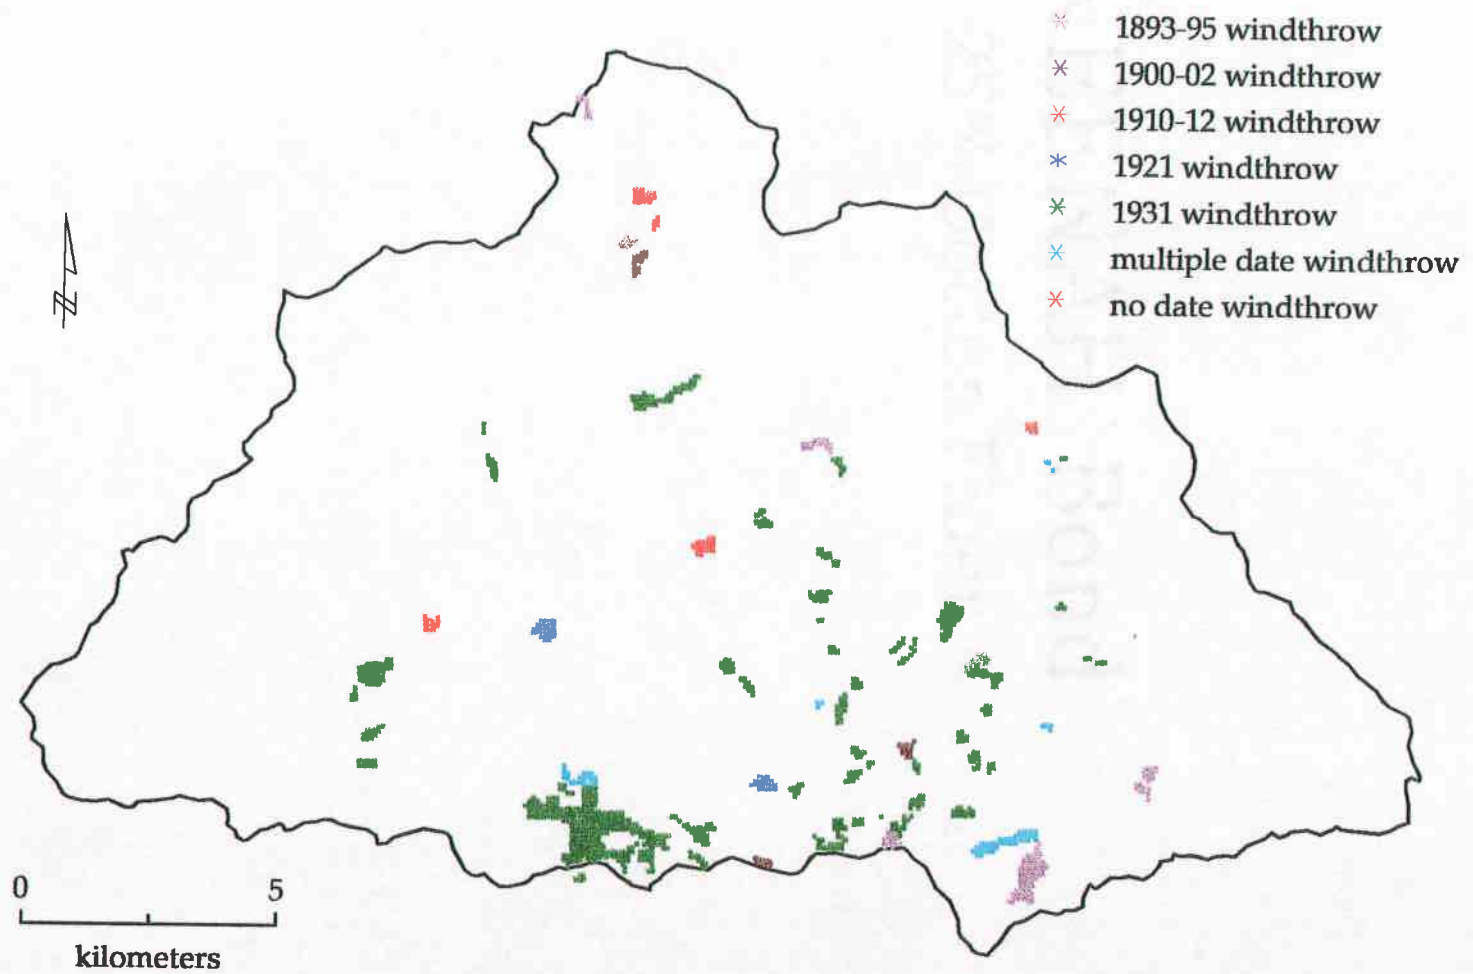 1893-95 windthrow
1900-02 windthrow
1910-12 windthrow
1921 windthrow
1931 windthrow
multiple date windthrow
no date windthrow
0 5
kilometers